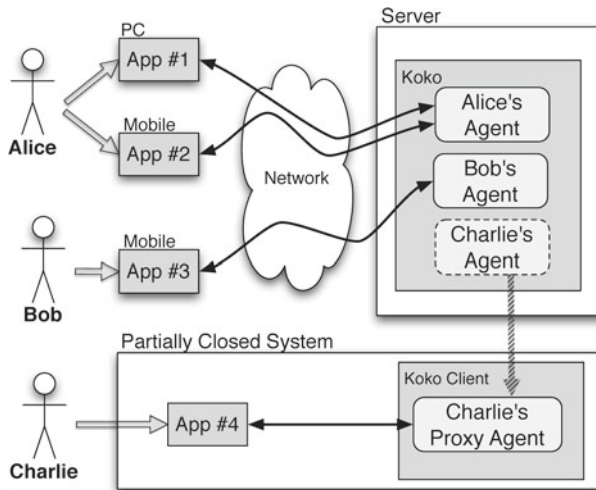 PC
App #1
Alice
Mobile
App #2
Mobile
App #3
Bob
Network
Server
Koko
Alice's
Agent
Bob's
Agent
Charlie's
Agent
Partially Closed System
Charlie
App #4
Koko Client
Charlie's
Proxy Agent